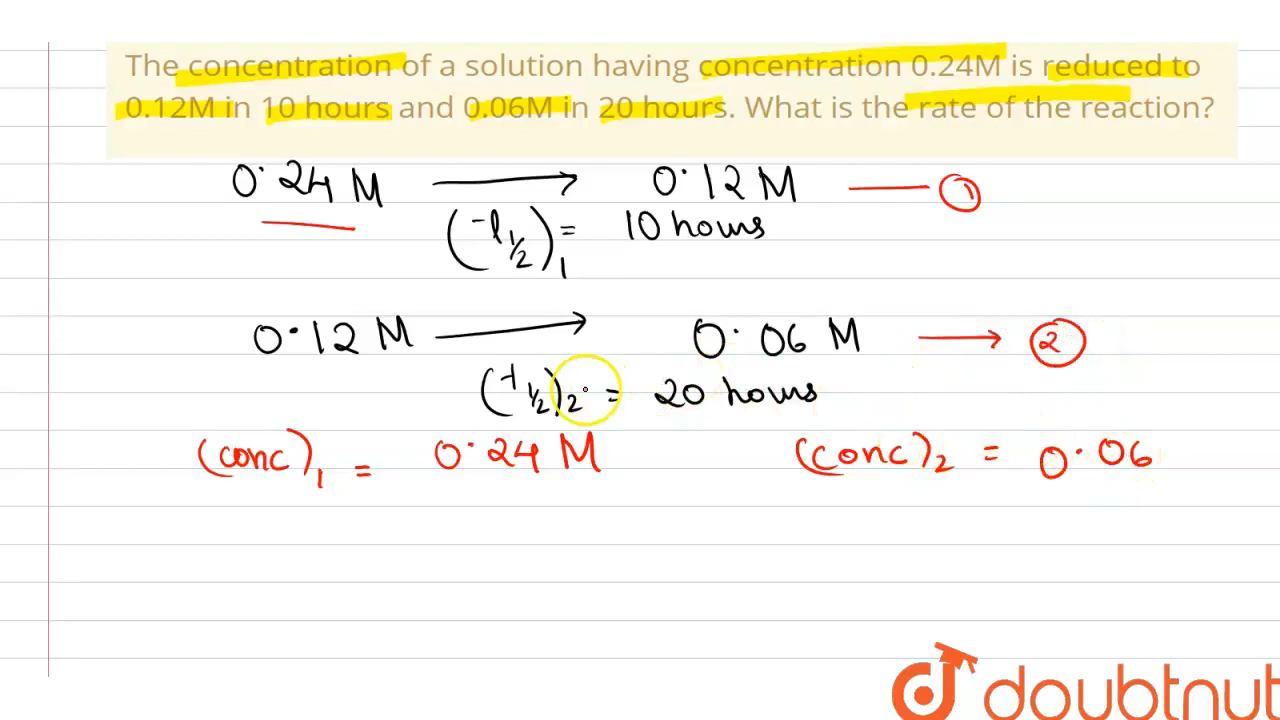 The concentration of a solution having concentration 0.24M is reduced to
0.12M in 10 hours and 0.06M in 20 hours. What is the rate of the reaction?
0.24 M → 0.12 M — ①
(t1/2)1 = 10 hours
0.12 M → 0.06 M → ②
(t1/2)2 = 20 hours
(conc)1 = 0.24 M (conc)2 = 0.06
doubtnut